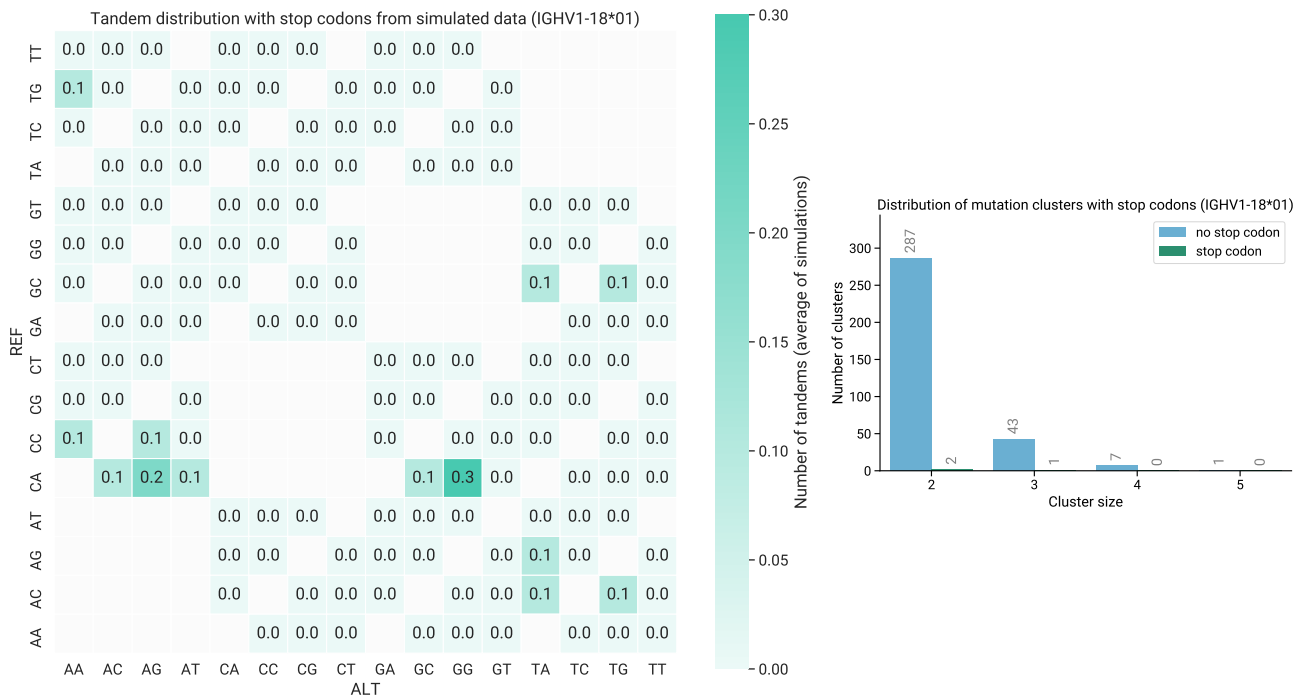 Tandem distribution with stop codons from simulated data (IGHV1-18*01)
TT 0.0 0.0 0.0 0.0 0.0 0.0 0.0 0.0 0.0
TG 0.1 0.0 0.0 0.0 0.0 0.0 0.0 0.0 0.0
TC 0.0 0.0 0.0 0.0 0.0 0.0 0.0 0.0 0.0
TA 0.0 0.0 0.0 0.0 0.0 0.0 0.0 0.0 0.0
GT 0.0 0.0 0.0 0.0 0.0 0.0 0.0 0.0 0.0
GG 0.0 0.0 0.0 0.0 0.0 0.0 0.0 0.0 0.0
GC 0.0 0.0 0.0 0.0 0.0 0.0 0.1 0.1 0.0
GA 0.0 0.0 0.0 0.0 0.0 0.0 0.0 0.0 0.0
CT 0.0 0.0 0.0 0.0 0.0 0.0 0.0 0.0 0.0
CG 0.0 0.0 0.0 0.0 0.0 0.0 0.0 0.0 0.0
CC 0.1 0.1 0.0 0.0 0.0 0.0 0.0 0.0 0.0
CA 0.1 0.2 0.1 0.1 0.3 0.0 0.0 0.0 0.0
AT 0.0 0.0 0.0 0.0 0.0 0.0 0.0 0.0 0.0
AG 0.0 0.0 0.0 0.0 0.0 0.0 0.1 0.0 0.0
AC 0.0 0.0 0.0 0.0 0.0 0.0 0.1 0.1 0.0
AA 0.0 0.0 0.0 0.0 0.0 0.0 0.0 0.0 0.0
AA AC AG AT CA CC CG CT GA GC GG GT TA TC TG TT
ALT
REF
0.30
0.25
0.20
0.15
0.10
0.05
0.00
Number of tandems (average of simulations)
Distribution of mutation clusters with stop codons (IGHV1-18*01)
no stop codon
stop codon
287
2
43
1
7
0
1
0
300
250
200
150
100
50
0
Number of clusters
2 3 4 5
Cluster size